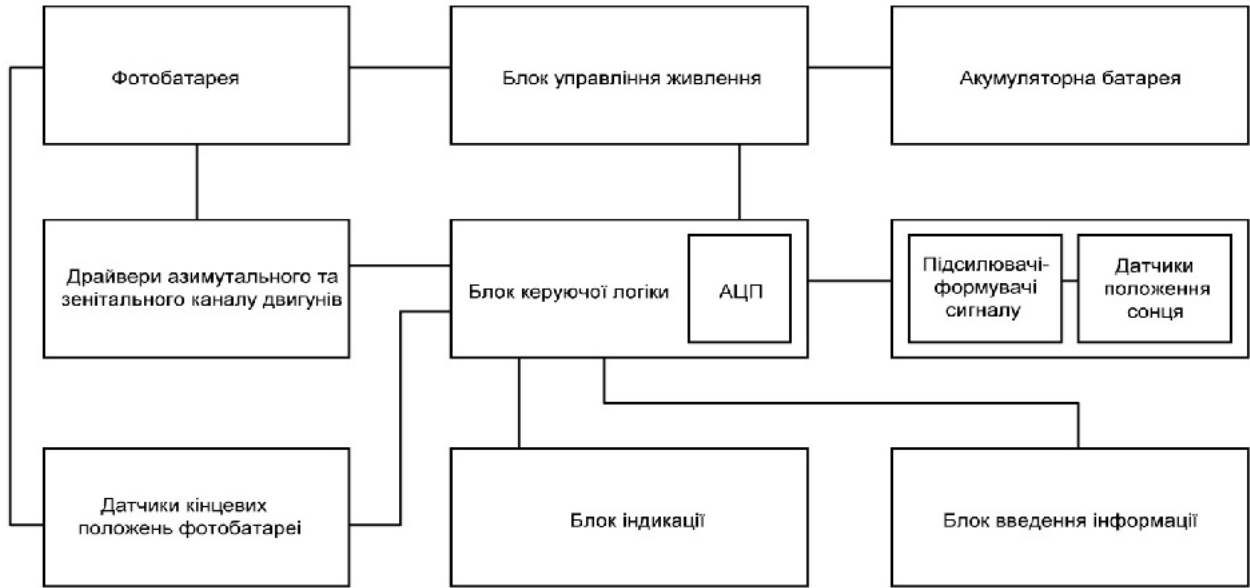 Фотобатарея
Блок управління живлення
Акумуляторна батарея
Драйвери азимутального та
зенітального каналу двигунів
Блок керуючої логіки
АЦП
Підсилювачі-
формувачі
сигналу
Датчики
положення
сонця
Датчики кінцевих
положень фотобатареї
Блок індикації
Блок введення інформації